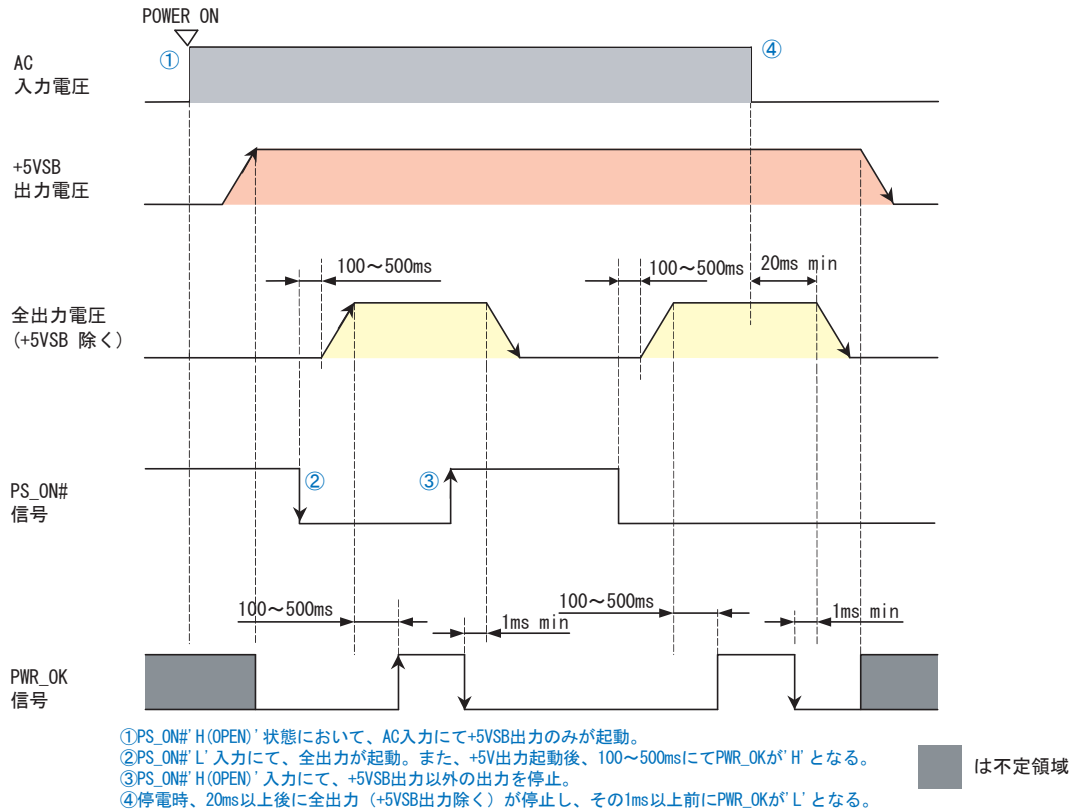 POWER ON
①
④
AC
入力電圧
+5VSB
出力電圧
100～500ms
100～500ms
20ms min
全出力電圧
(+5VSB 除く)
②
③
PS_ON#
信号
100～500ms
1ms min
100～500ms
1ms min
PWR_OK
信号
①PS_ON#'H(OPEN)'状態において、AC入力にて+5VSB出力のみが起動。
②PS_ON#'L'入力にて、全出力が起動。また、+5V出力起動後、100～500msにてPWR_OKが'H'となる。
③PS_ON#'H(OPEN)'入力にて、+5VSB出力以外の出力を停止。
④停電時、20ms以上後に全出力（+5VSB出力除く）が停止し、その1ms以上前にPWR_OKが'L'となる。
は不定領域